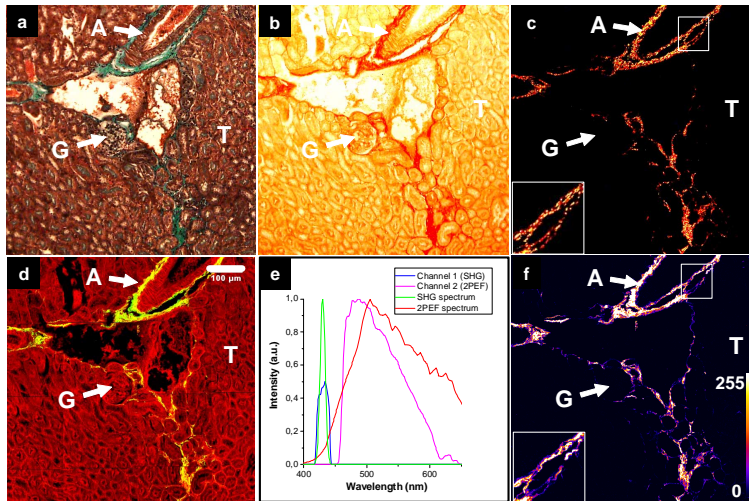 a
A
G
T
b
A
G
T
c
A
G
T
d
A
100 µm
G
T
e
Channel 1 (SHG)
Channel 2 (2PEF)
SHG spectrum
2PEF spectrum
1,0
0,8
0,6
0,4
0,2
0,0
Intensity (a.u.)
400 500 600
Wavelength (nm)
f
A
G
T
255
0